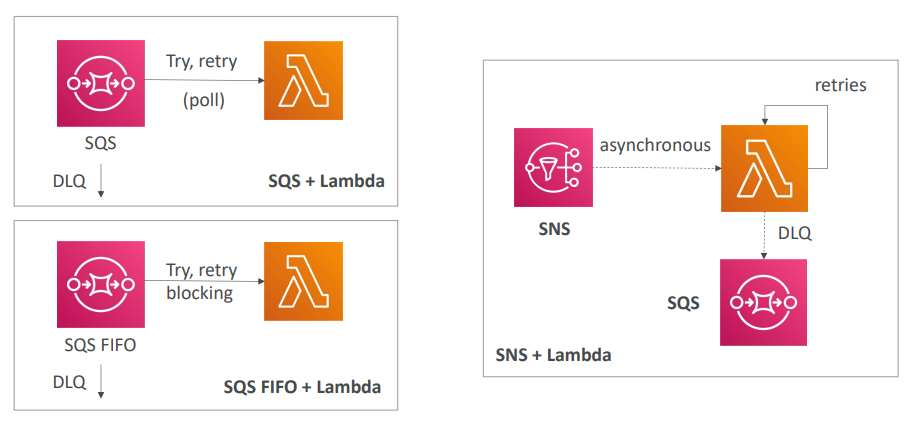 Try, retry
(poll)
SQS
DLQ
SQS + Lambda
Try, retry
blocking
SQS FIFO
DLQ
SQS FIFO + Lambda
retries
asynchronous
SNS
DLQ
SQS
SNS + Lambda